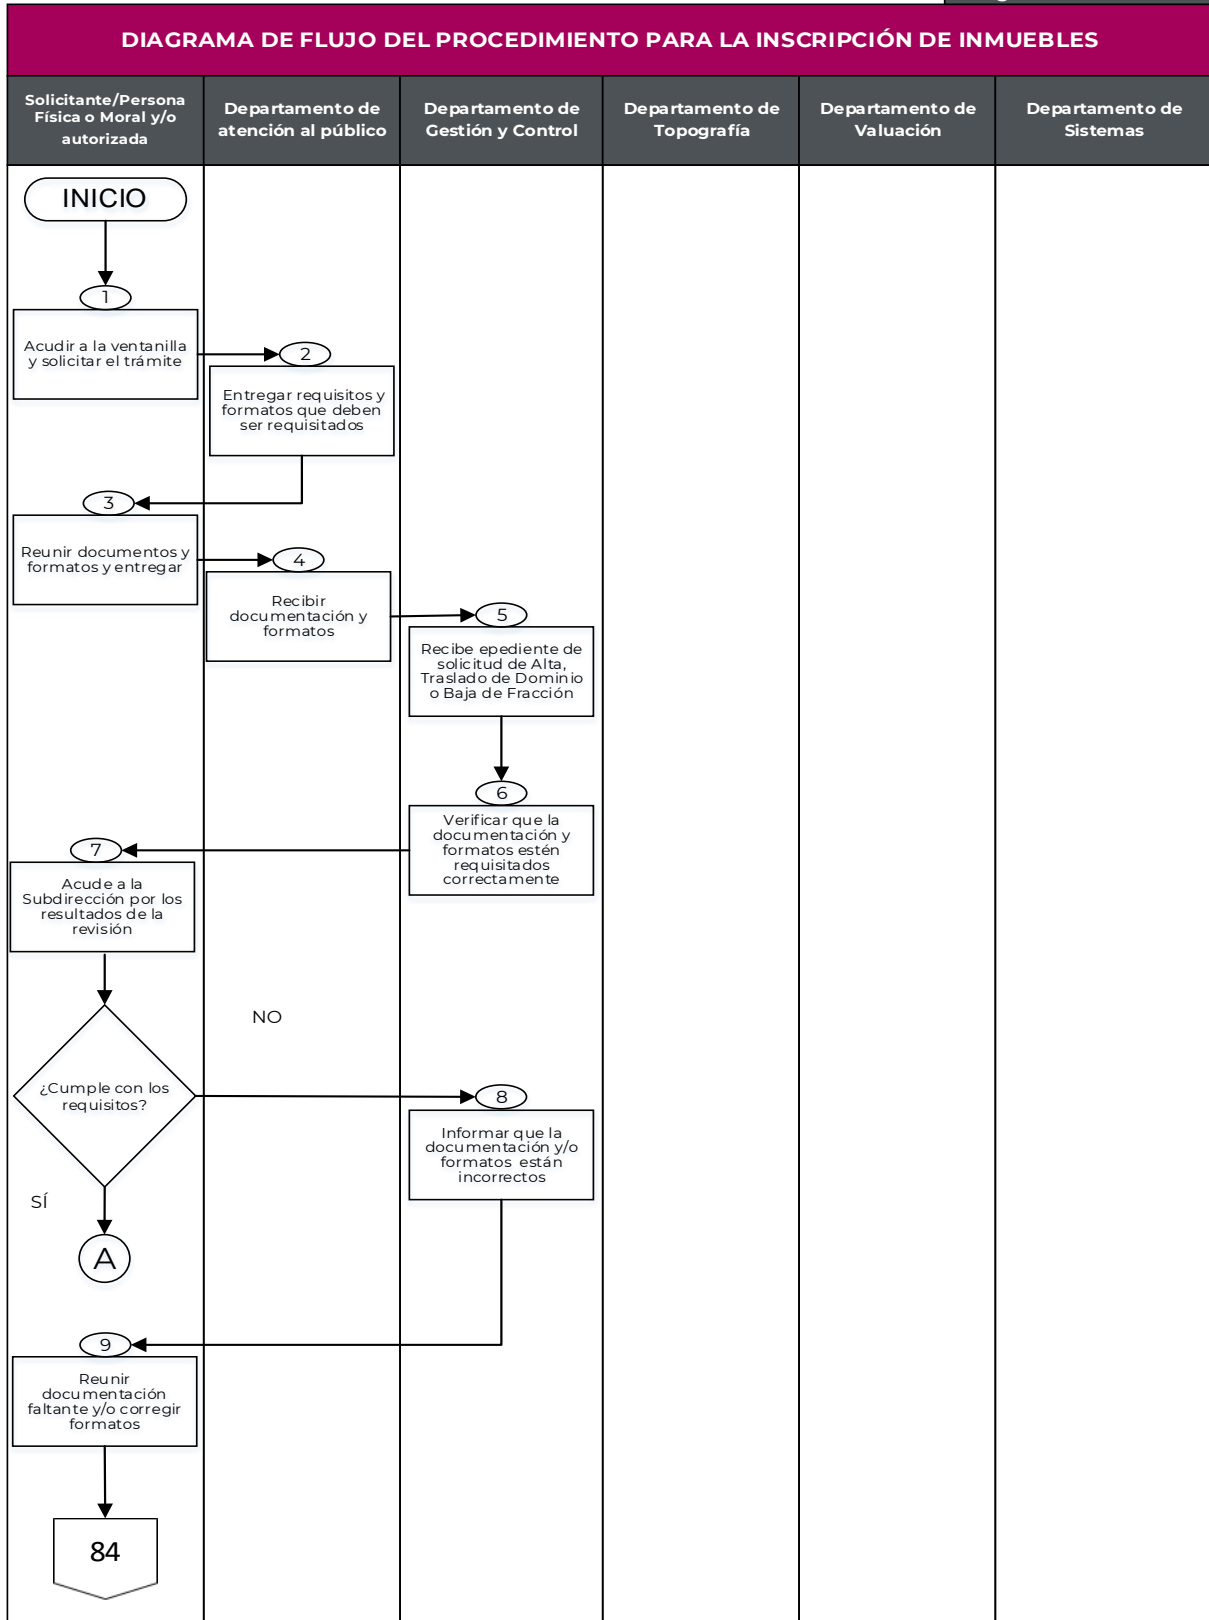 DIAGRAMA DE FLUJO DEL PROCEDIMIENTO PARA LA INSCRIPCIÓN DE INMUEBLES
Solicitante/Persona
Física o Moral y/o
autorizada
Departamento de
atención al público
Departamento de
Gestión y Control
Departamento de
Topografía
Departamento de
Valuación
Departamento de
Sistemas
INICIO
1
Acudir a la ventanilla
y solicitar el trámite
2
Entregar requisitos y
formatos que deben
ser requisitados
3
Reunir documentos y
formatos y entregar
4
Recibir
documentación y
formatos
5
Recibe epediente de
solicitud de Alta,
Traslado de Dominio
o Baja de Fracción
6
Verificar que la
documentación y
formatos estén
requisitados
correctamente
7
Acude a la
Subdirección por los
resultados de la
revisión
NO
¿Cumple con los
requisitos?
8
Informar que la
documentación y/o
formatos están
incorrectos
SÍ
A
9
Reunir
documentación
faltante y/o corregir
formatos
84